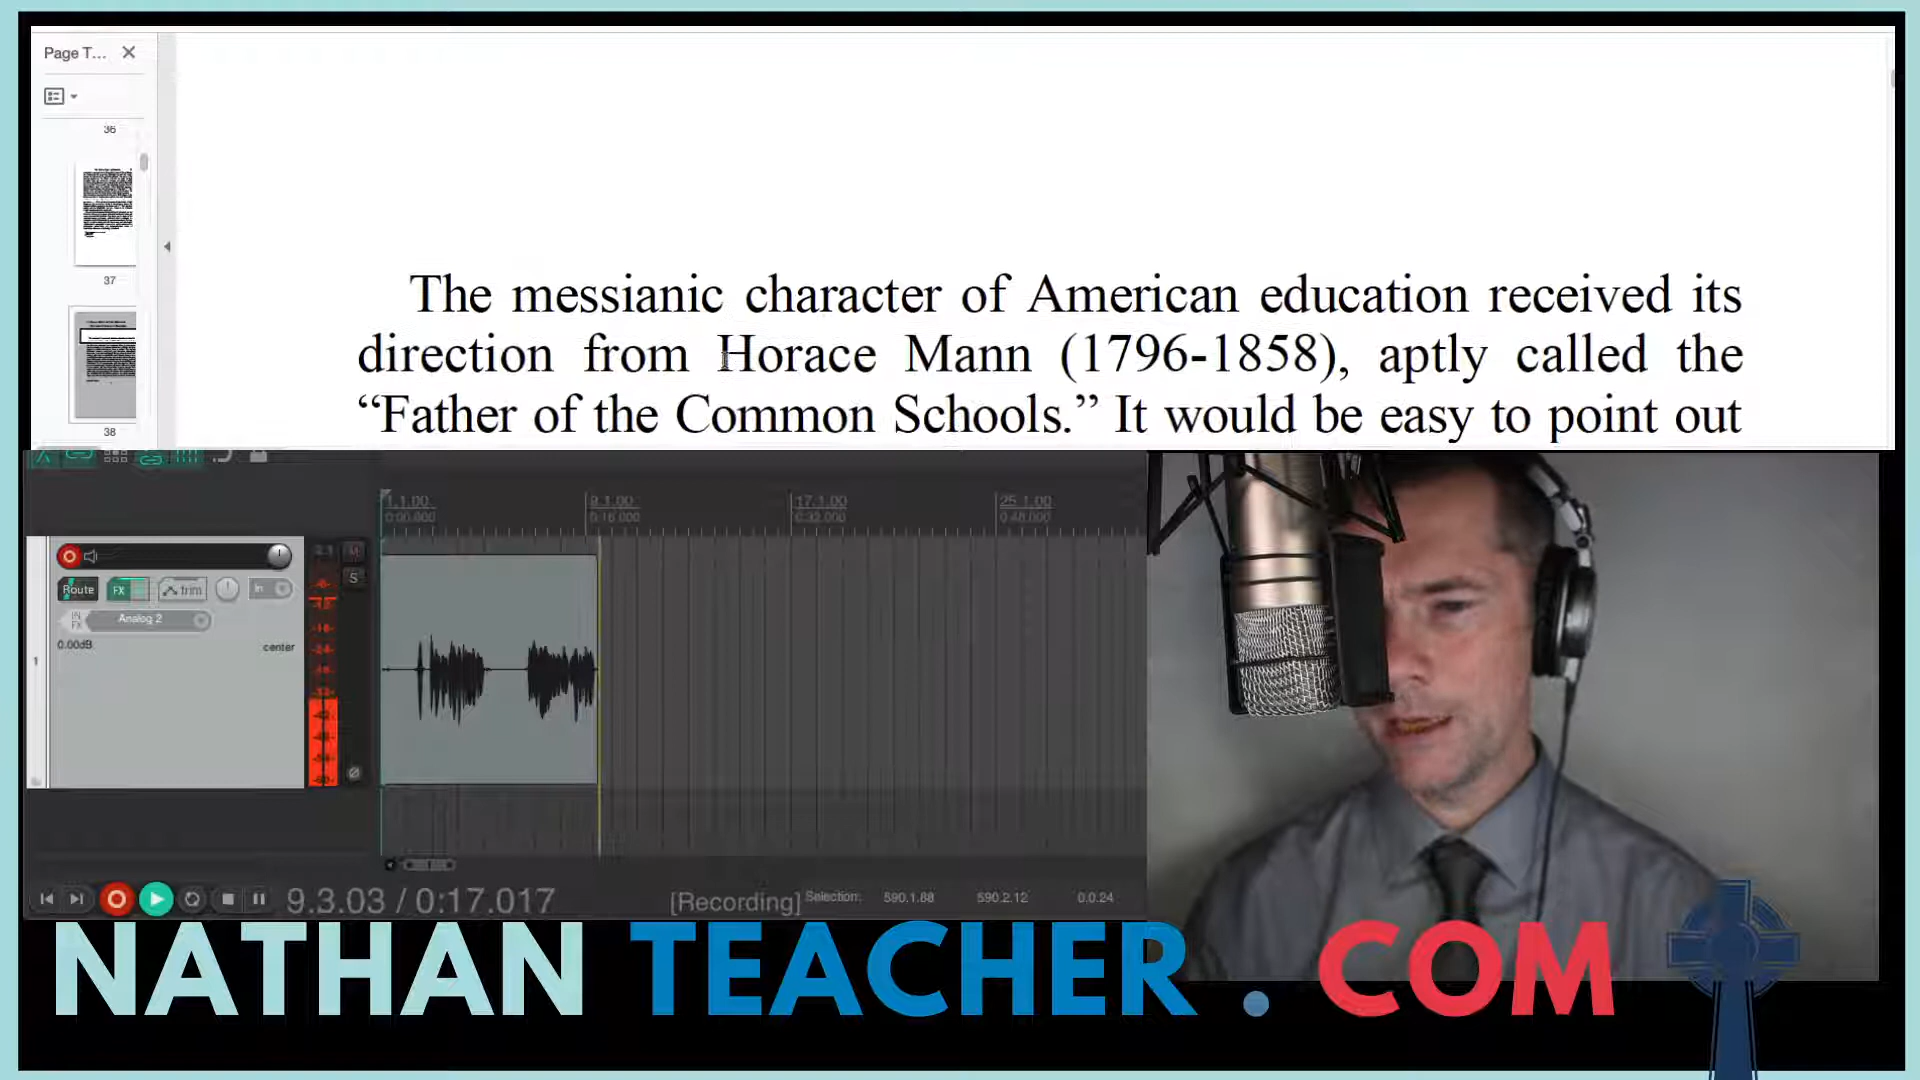 Page T...
36
37
38
The messianic character of American education received its
direction from Horace Mann (1796-1858), aptly called the
“Father of the Common Schools.” It would be easy to point out
1.1.00
0:00.000
9.1.00
0:16.000
17.1.00
0:32.000
25.1.00
0:48.000
M
S
Route
FX
trim
in
IN
FX
Analog 2
0.00dB
center
1
9.3.03 / 0:17.017
[Recording]
Selection:
590.1.88
590.2.12
0.0.24
NATHAN TEACHER . COM